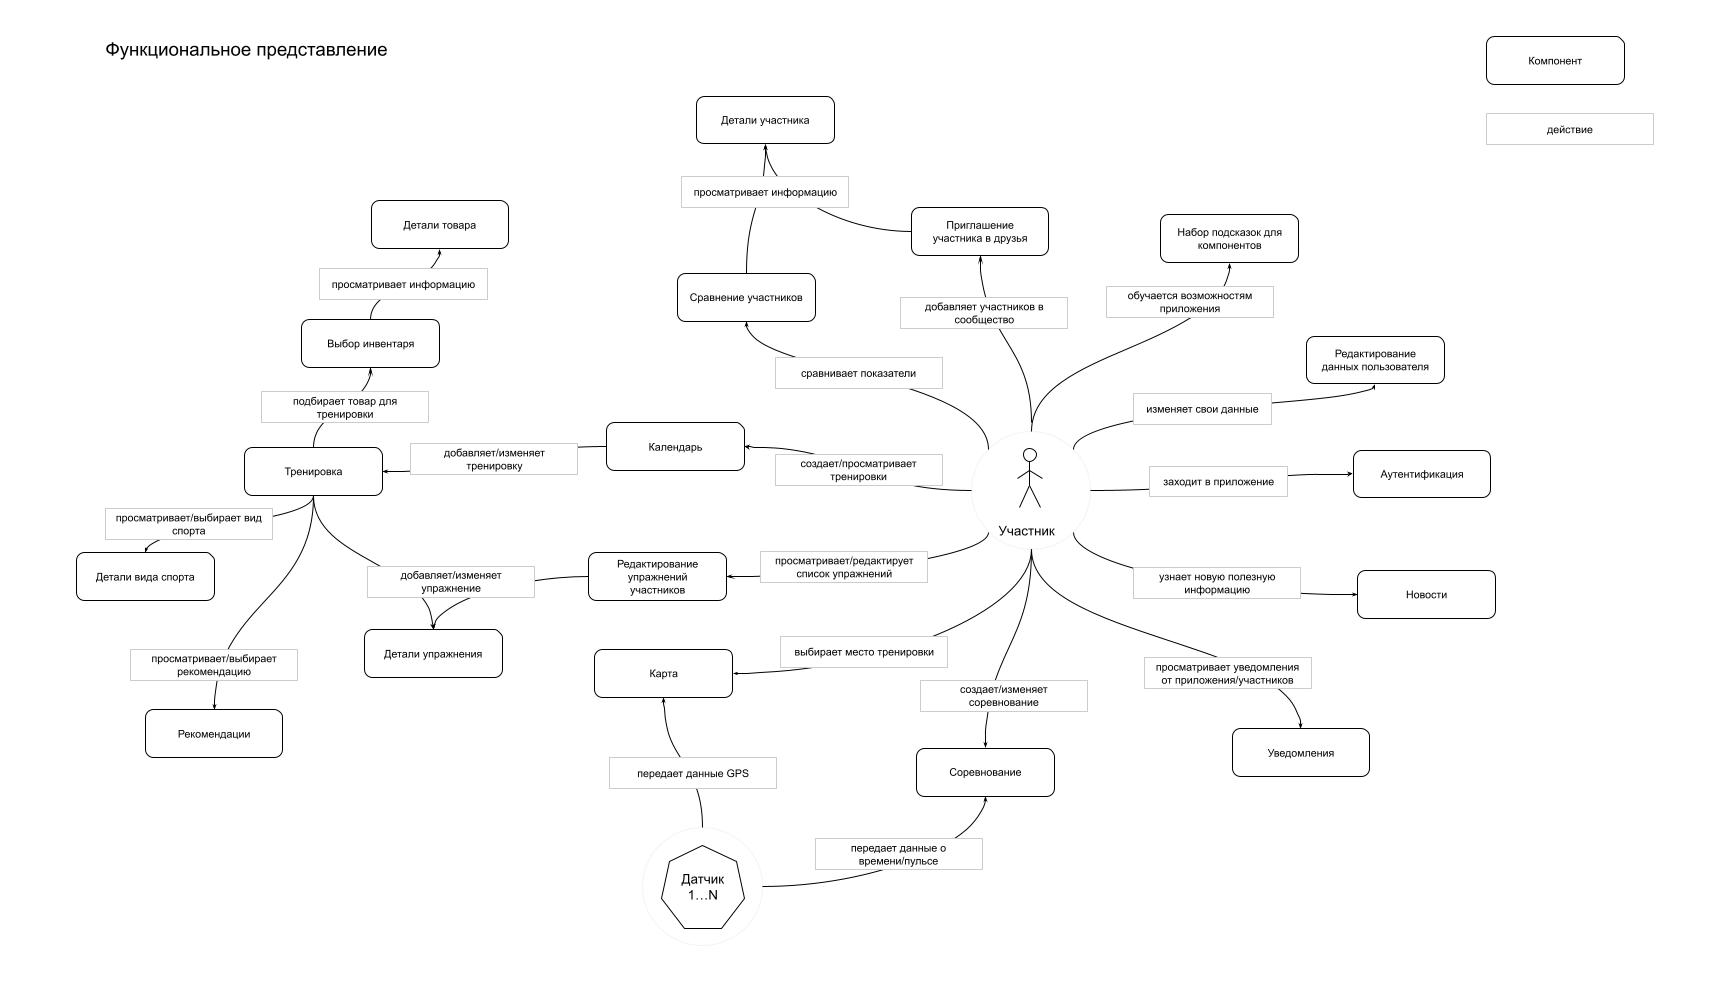 Функциональное представление
Компонент
действие
Детали участника
просматривает информацию
Детали товара
Приглашение
участника в друзья
Набор подсказок для
компонентов
просматривает информацию
Сравнение участников
обучается возможностям
приложения
добавляет участников в
сообщество
Выбор инвентаря
Редактирование
данных пользователя
сравнивает показатели
подбирает товар для
тренировки
изменяет свои данные
Календарь
добавляет/изменяет
тренировку
создает/просматривает
тренировки
Тренировка
Аутентификация
заходит в приложение
просматривает/выбирает вид
спорта
Участник
Детали вида спорта
добавляет/изменяет
упражнение
Редактирование
упражнений
участников
просматривает/редактирует
список упражнений
узнает новую полезную
информацию
Новости
Детали упражнения
просматривает/выбирает
рекомендацию
выбирает место тренировки
Карта
просматривает уведомления
от приложения/участников
создает/изменяет
соревнование
Рекомендации
Уведомления
передает данные GPS
Соревнование
передает данные о
времени/пульсе
Датчик
1...N